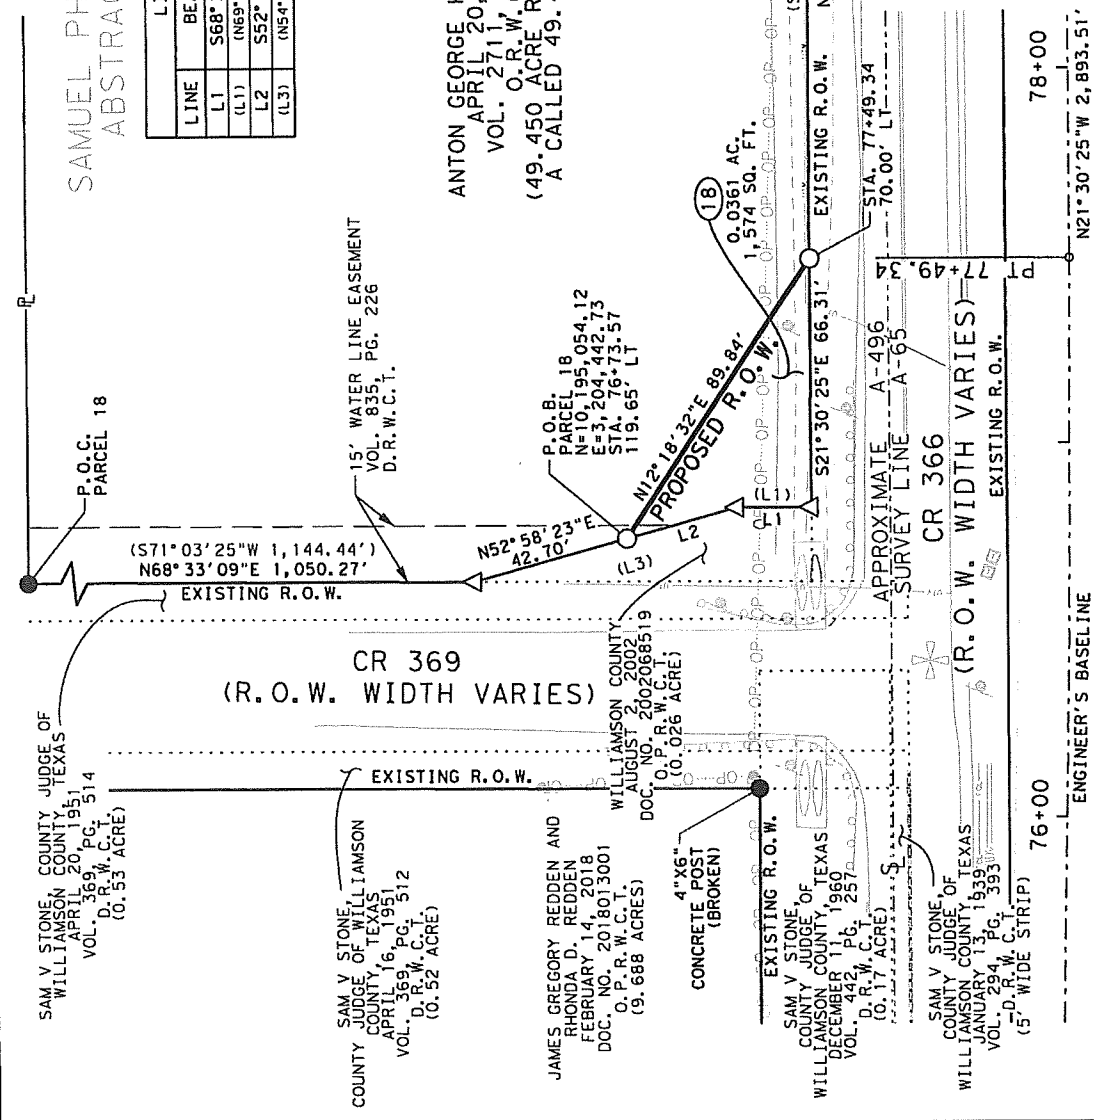 SAMUEL
ABSTRAC
LINE
L1
S68°
(L1)
(N69°
L2
S52°
(L3)
(N54°
ANTON GEORGE
APRIL 20,
VOL. 2711,
O.R.W.
(49.450 ACRE
A CALLED 49.
℄
P.O.C.
PARCEL 18
15' WATER LINE EASEMENT
VOL. 835, PG. 226
D.R.W.C.T.
(S71°03'25"W 1,144.44')
N68°33'09"E 1,050.27'
EXISTING R.O.W.
N52°58'23"E
42.70'
P.O.B.
PARCEL 18
N=10,195,054.12
E=3,204,442.73
STA. 76+73.57
119.65' LT
N12°18'32"E 89.84'
PROPOSED R.O.W.
18
0.0361 AC.
1,574 SQ. FT.
EXISTING R.O.W.
STA. 77+49.34
70.00' LT
S21°30'25"E 66.31'
(L1)
L1
L2
(L3)
PT 77+49.34
APPROXIMATE A-496
SURVEY LINE A-65
CR 366
(R.O.W. WIDTH VARIES)
EXISTING R.O.W.
78+00
N21°30'25"W 2,893.51'
76+00
ENGINEER'S BASELINE
CR 369
(R.O.W. WIDTH VARIES)
EXISTING R.O.W.
SAM V STONE, COUNTY JUDGE OF
WILLIAMSON COUNTY, TEXAS
APRIL 20, 1951
VOL. 369, PG. 514
D.R.W.C.T.
(0.53 ACRE)
SAM V STONE,
COUNTY JUDGE OF WILLIAMSON
COUNTY, TEXAS
APRIL 16, 1951
VOL. 369, PG. 512
D.R.W.C.T.
(0.52 ACRE)
JAMES GREGORY REDDEN AND
RHONDA D. REDDEN
FEBRUARY 14, 2018
DOC. NO. 2018013001
O.P.R.W.C.T.
(9.688 ACRES)
WILLIAMSON COUNTY
AUGUST 2, 2002
DOC. NO. 2002068519
O.P.R.W.C.T.
(0.026 ACRE)
4"X6"
CONCRETE POST
(BROKEN)
EXISTING R.O.W.
SAM V STONE,
COUNTY JUDGE OF
WILLIAMSON COUNTY, TEXAS
DECEMBER 11, 1960
VOL. 442, PG. 257
D.R.W.C.T.
(0.17 ACRE)
SAM V STONE,
COUNTY JUDGE OF
WILLIAMSON COUNTY, TEXAS
JANUARY 13, 1939
VOL. 294, PG. 393
D.R.W.C.T.
(5' WIDE STRIP)